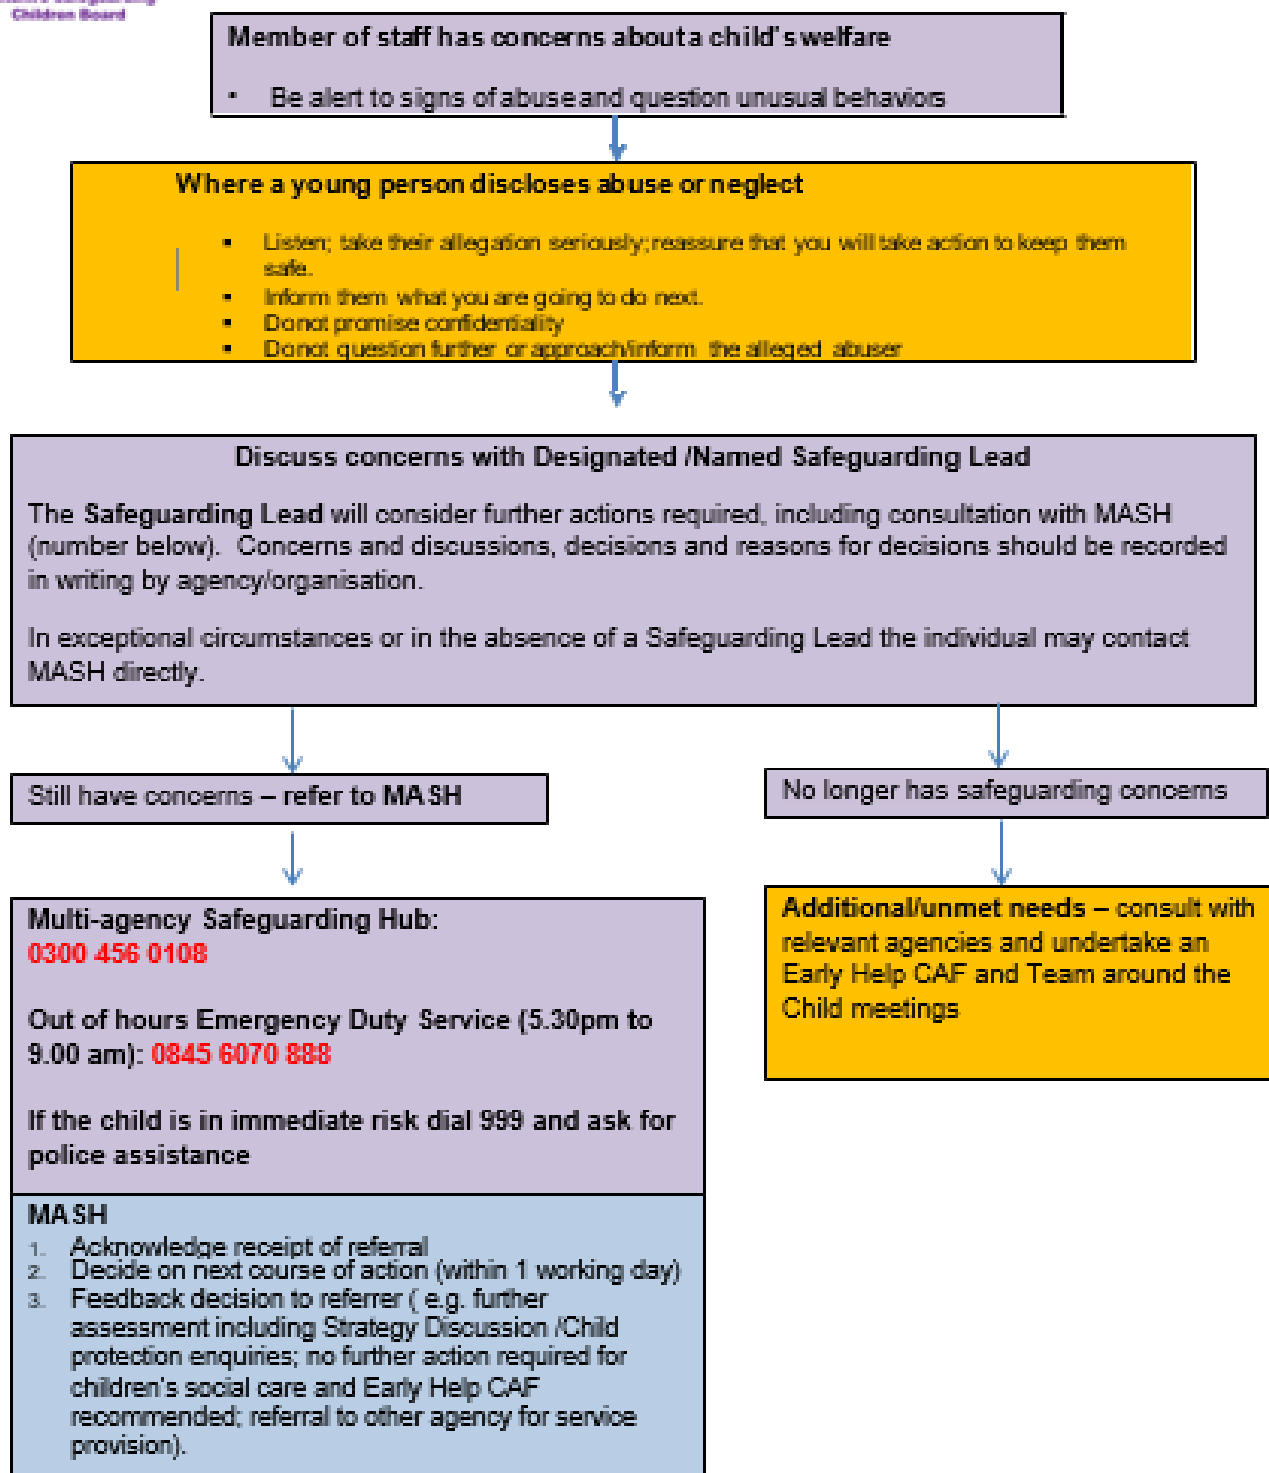 Safeguarding
Children Board
Member of staff has concerns about a child's welfare
▪ Be alert to signs of abuse and question unusual behaviors
Where a young person discloses abuse or neglect
▪ Listen; take their allegation seriously; reassure that you will take action to keep them
safe.
▪ Inform them what you are going to do next.
▪ Do not promise confidentiality
▪ Do not question further or approach/inform the alleged abuser
Discuss concerns with Designated /Named Safeguarding Lead
The Safeguarding Lead will consider further actions required, including consultation with MASH
(number below). Concerns and discussions, decisions and reasons for decisions should be recorded
in writing by agency/organisation.
In exceptional circumstances or in the absence of a Safeguarding Lead the individual may contact
MASH directly.
Still have concerns – refer to MASH
No longer has safeguarding concerns
Multi-agency Safeguarding Hub:
0300 456 0108
Out of hours Emergency Duty Service (5.30pm to
9.00 am): 0845 6070 888
If the child is in immediate risk dial 999 and ask for
police assistance
Additional/unmet needs – consult with
relevant agencies and undertake an
Early Help CAF and Team around the
Child meetings
MASH
1. Acknowledge receipt of referral
2. Decide on next course of action (within 1 working day)
3. Feedback decision to referrer ( e.g. further
assessment including Strategy Discussion /Child
protection enquiries; no further action required for
children's social care and Early Help CAF
recommended; referral to other agency for service
provision).